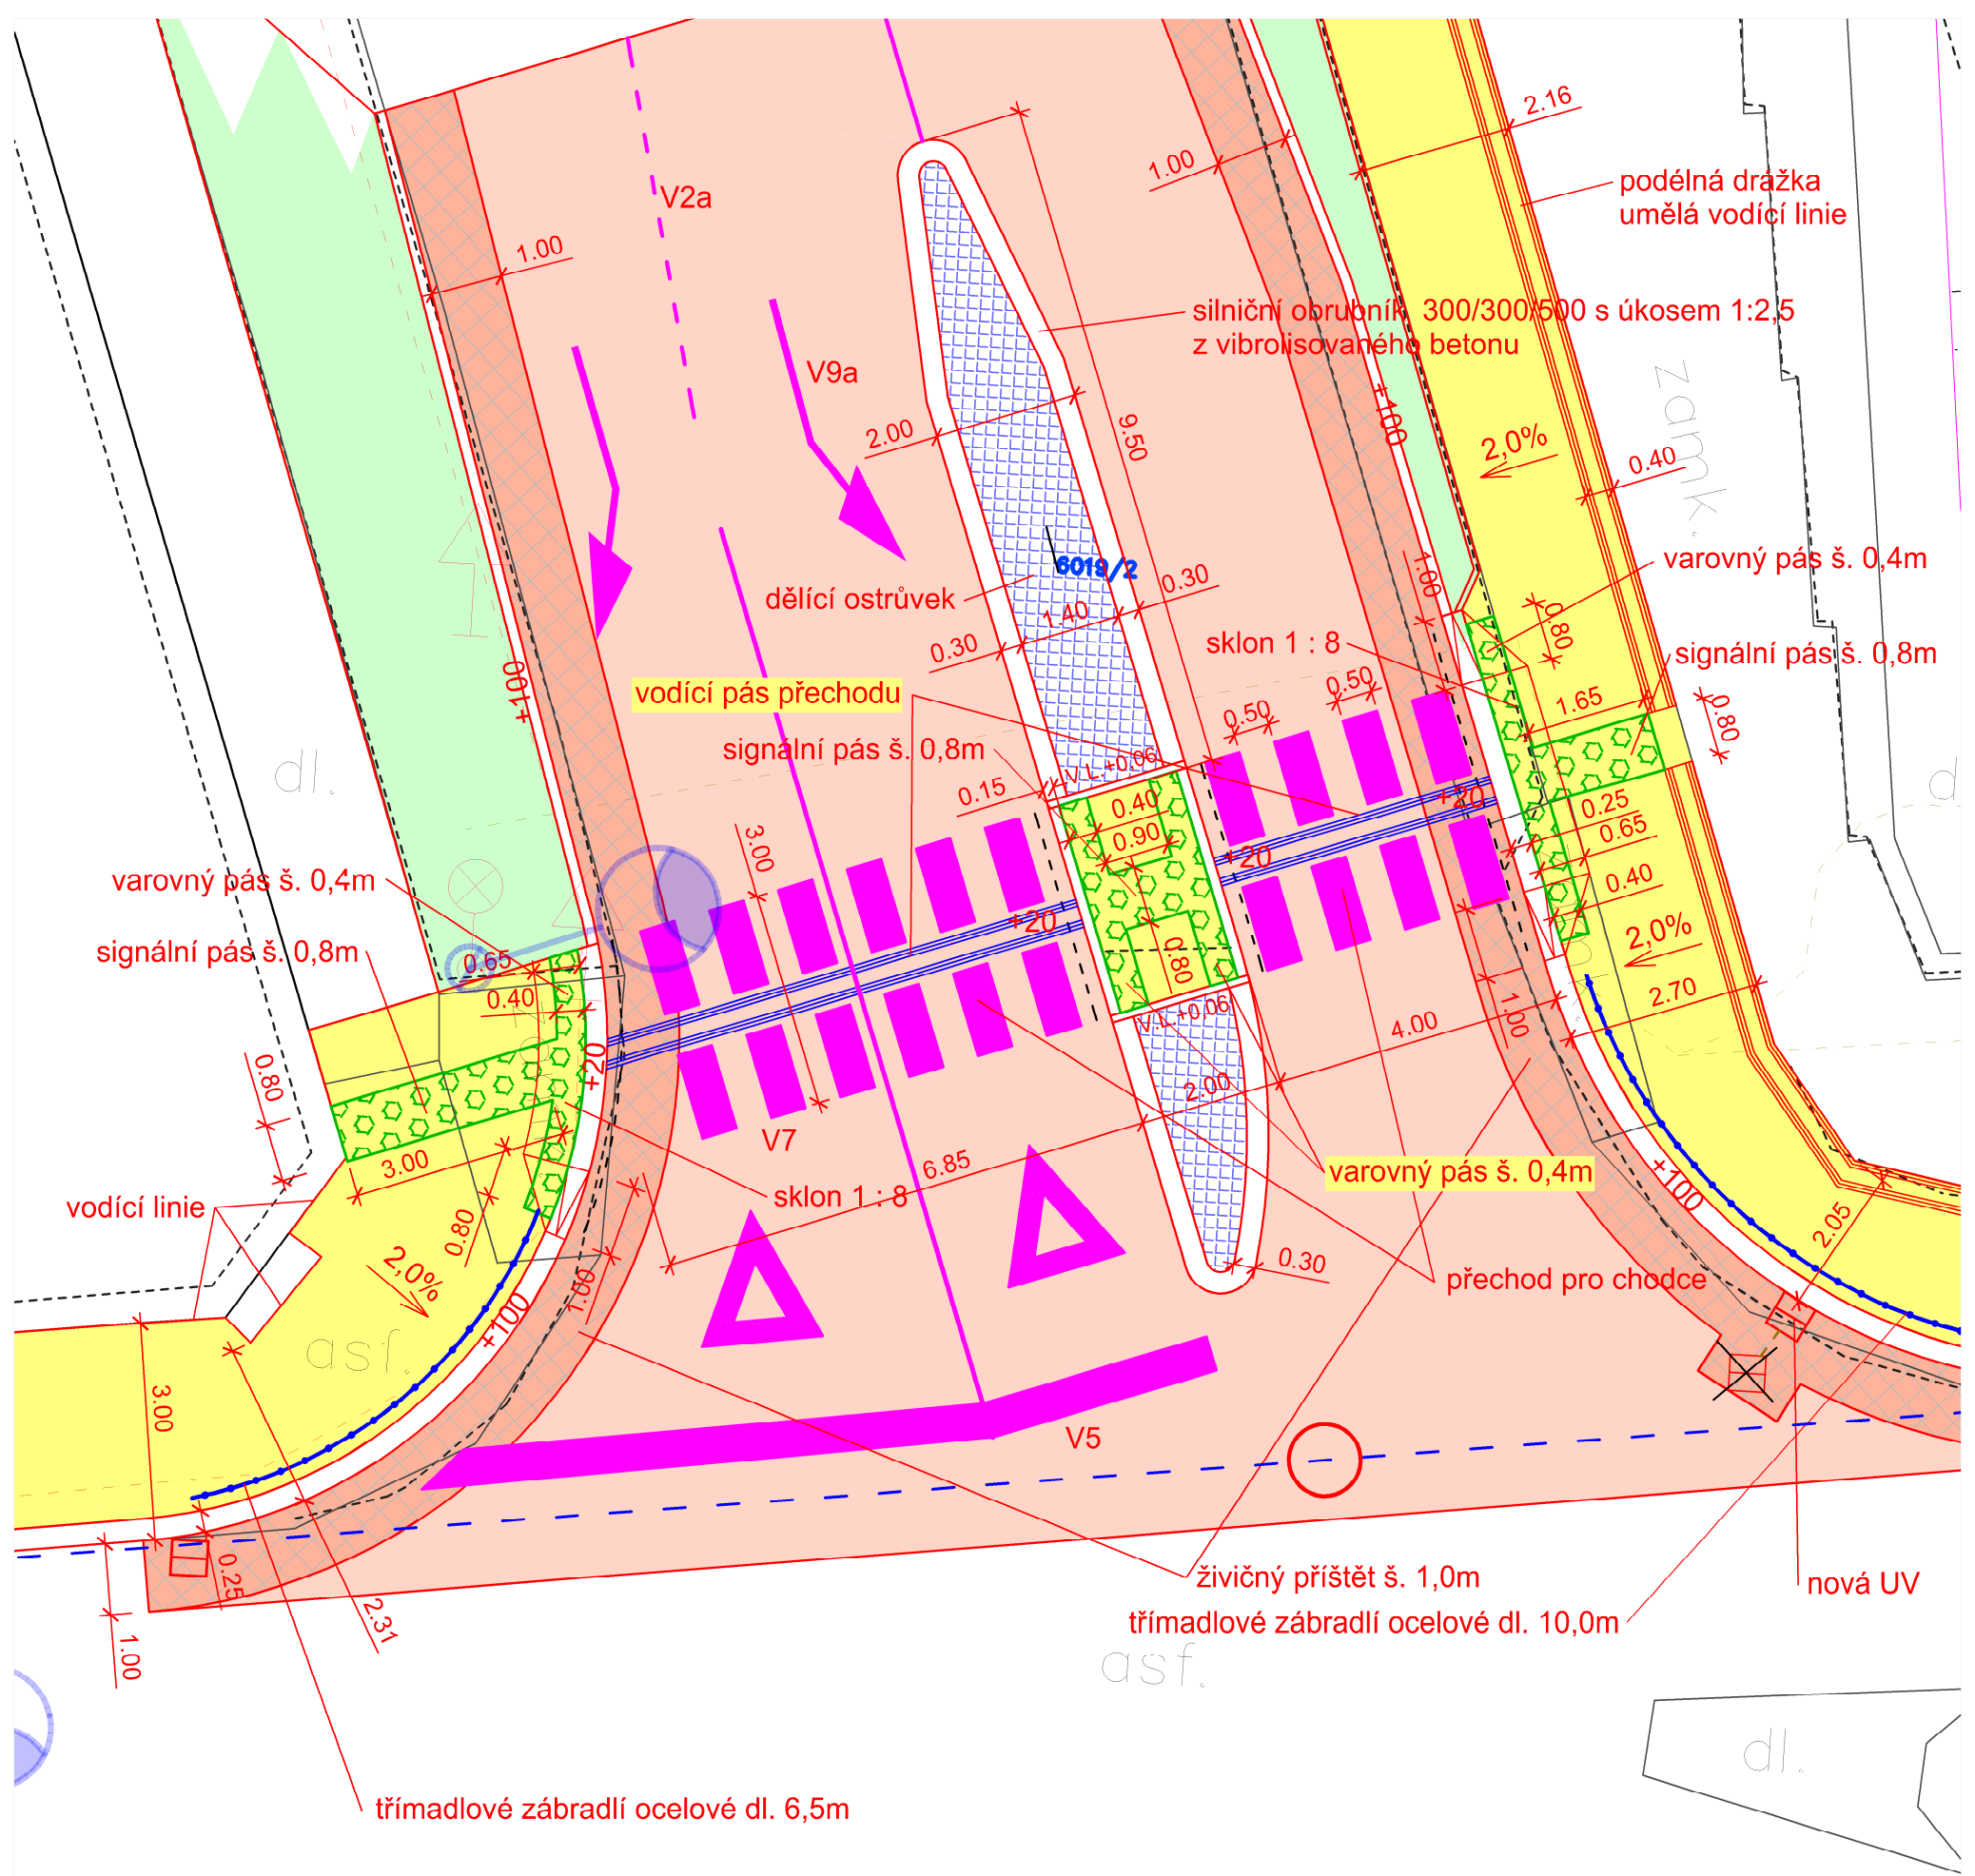 2.16
1.00
podélná drážka
umělá vodící linie
V2a
1.00
silniční obrubník 300/300/500 s úkosem 1:2,5
z vibrolisovaného betonu
V9a
+100
2.00
9.50
2,0%
zamk.
0.40
varovný pás š. 0,4m
6019/2
0.30
1.00
dělící ostrůvek
1.40
0.80
0.30
sklon 1 : 8
signální pás š. 0,8m
+100
vodící pás přechodu
0.50
0.50
1.65
0.80
signální pás š. 0,8m
dl.
V.L.+0,06
0.15
0.40
+20
0.25
3.00
0.90
0.65
+20
varovný pás š. 0,4m
0.40
+20
2,0%
signální pás š. 0,8m
0.65
0.80
0.40
2.70
V.L.+0,06
4.00
1.00
+20
0.80
2.00
V7
3.00
6.85
varovný pás š. 0,4m
+100
vodící linie
sklon 1 : 8
0.80
2.05
2,0%
0.30
přechod pro chodce
1.00
+100
asf.
3.00
V5
0.25
živičný příštět š. 1,0m
nová UV
2.31
třímadlové zábradlí ocelové dl. 10,0m
1.00
asf.
dl.
třímadlové zábradlí ocelové dl. 6,5m